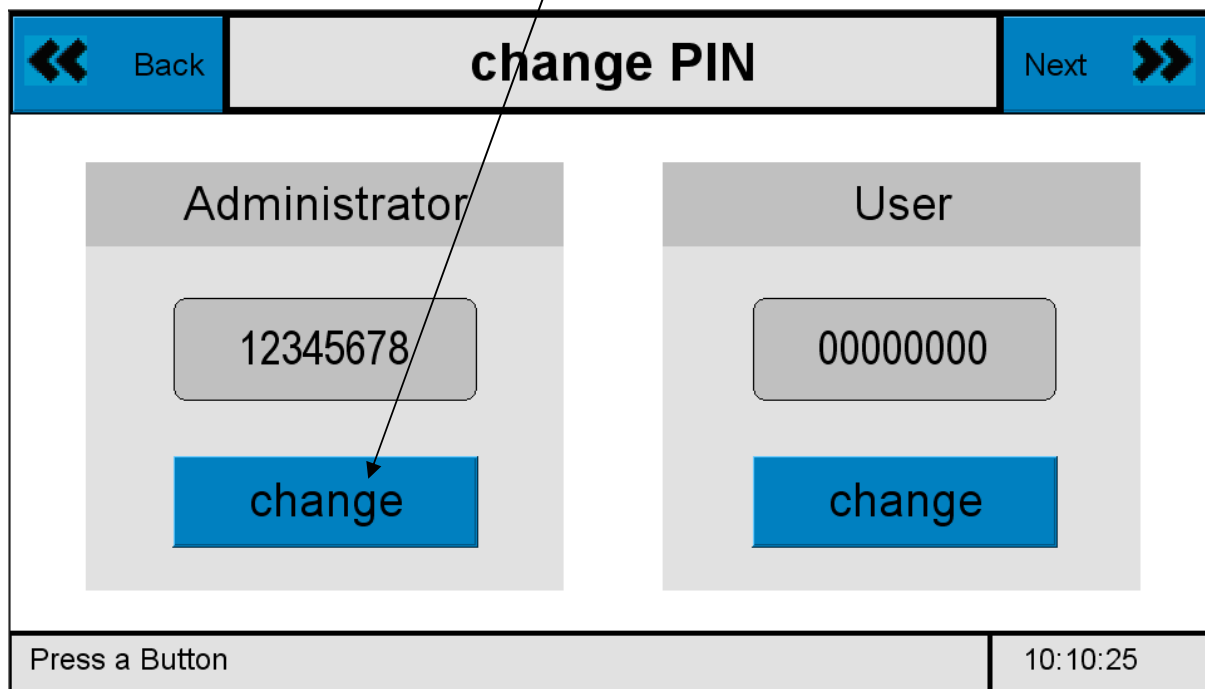 Back
change PIN
Next
Administrator
User
12345678
00000000
change
change
Press a Button
10:10:25